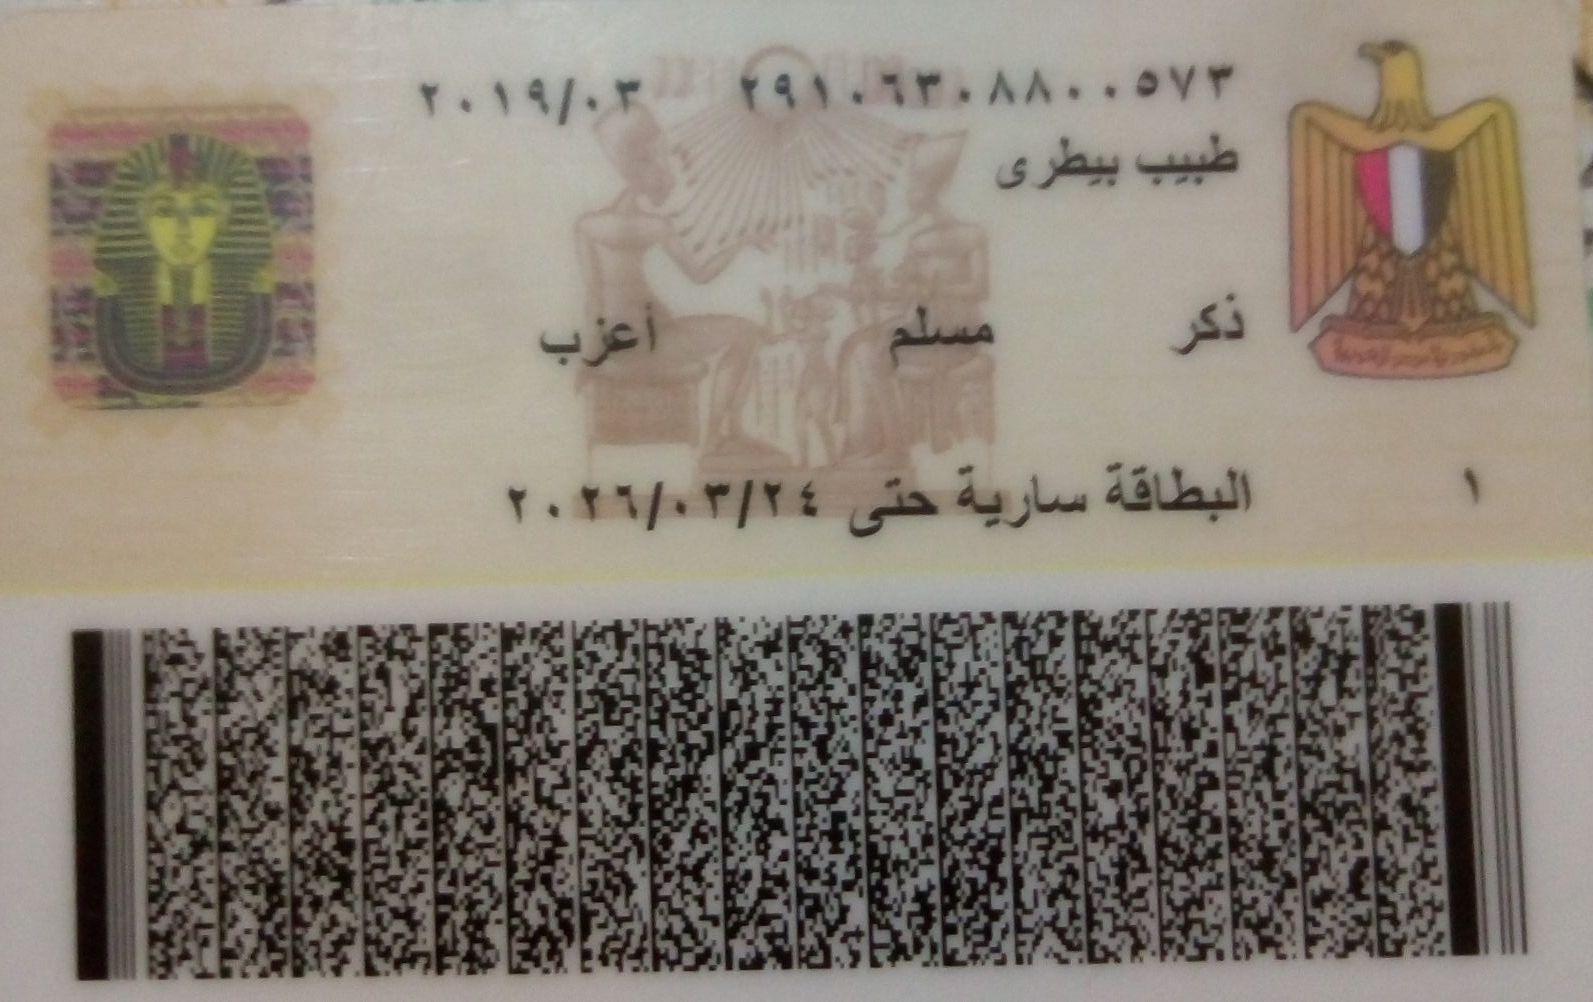 ٢٩١٠٦٣٠٨٨٠٠٥٧٣ ٢٠١٩/٠٣
طبيب بيطرى
ذكر مسلم أعزب
البطاقة سارية حتى ٢٠٢٦/٠٣/٢٤
١